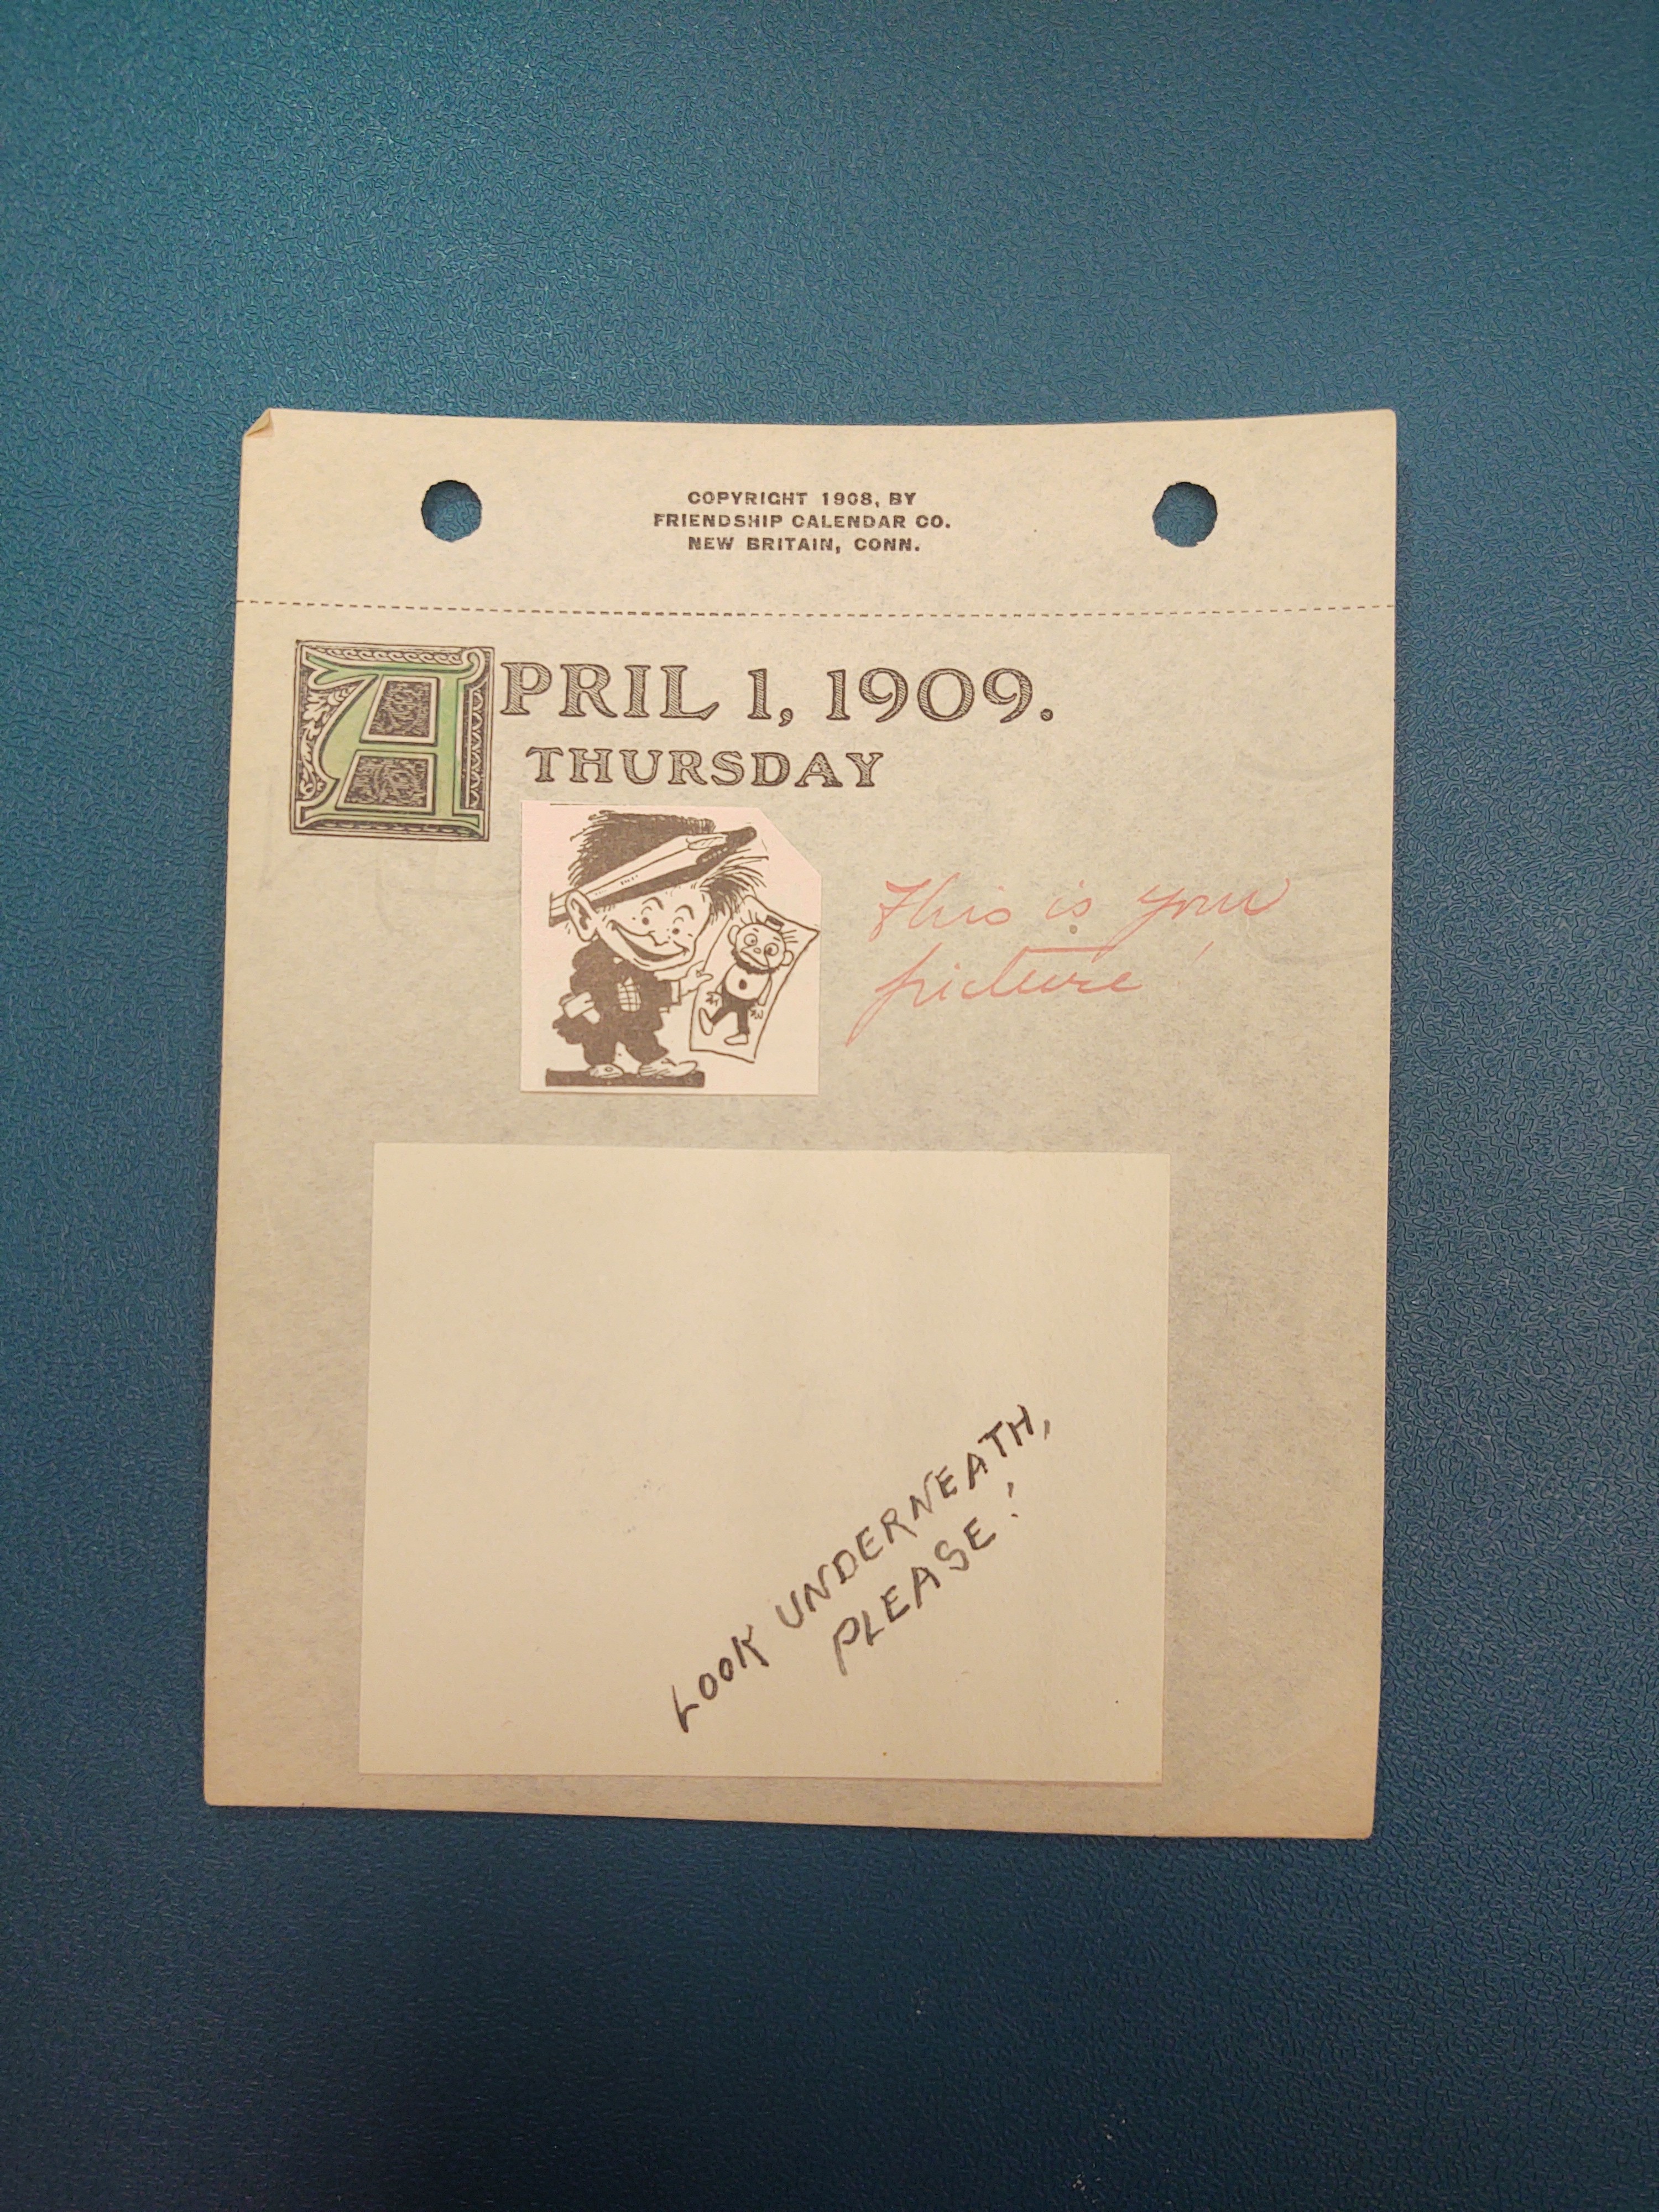 COPYRIGHT 1908, BY
FRIENDSHIP CALENDAR CO.
NEW BRITAIN, CONN.
APRIL 1, 1909.
THURSDAY
This is your
picture!
LOOK UNDERNEATH,
PLEASE!